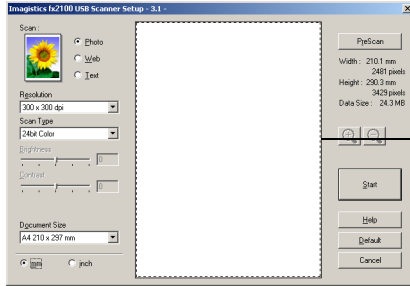 Imagistics fx2100 USB Scanner Setup - 3.1 -
Scan :
Photo
Web
Text
Resolution
300 x 300 dpi
Scan Type
24bit Color
Brightness
0
Contrast
0
Document Size
A4 210 x 297 mm
mm
inch
PreScan
Width : 210.1 mm
2481 pixels
Height : 290.3 mm
3429 pixels
Data Size : 24.3 MB
Start
Help
Default
Cancel